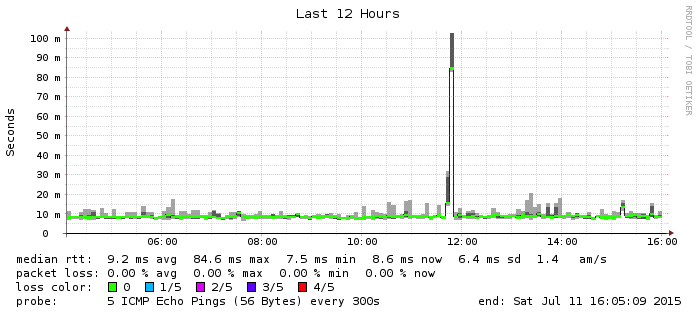 Last 12 Hours
RRDTOOL / TOBI OETIKER
Seconds
100 m
90 m
80 m
70 m
60 m
50 m
40 m
30 m
20 m
10 m
0
06:00 08:00 10:00 12:00 14:00 16:00
median rtt: 9.2 ms avg 84.6 ms max 7.5 ms min 8.6 ms now 6.4 ms sd 1.4 am/s
packet loss: 0.00 % avg 0.00 % max 0.00 % min 0.00 % now
loss color: 0 1/5 2/5 3/5 4/5
probe: 5 ICMP Echo Pings (56 Bytes) every 300s end: Sat Jul 11 16:05:09 2015